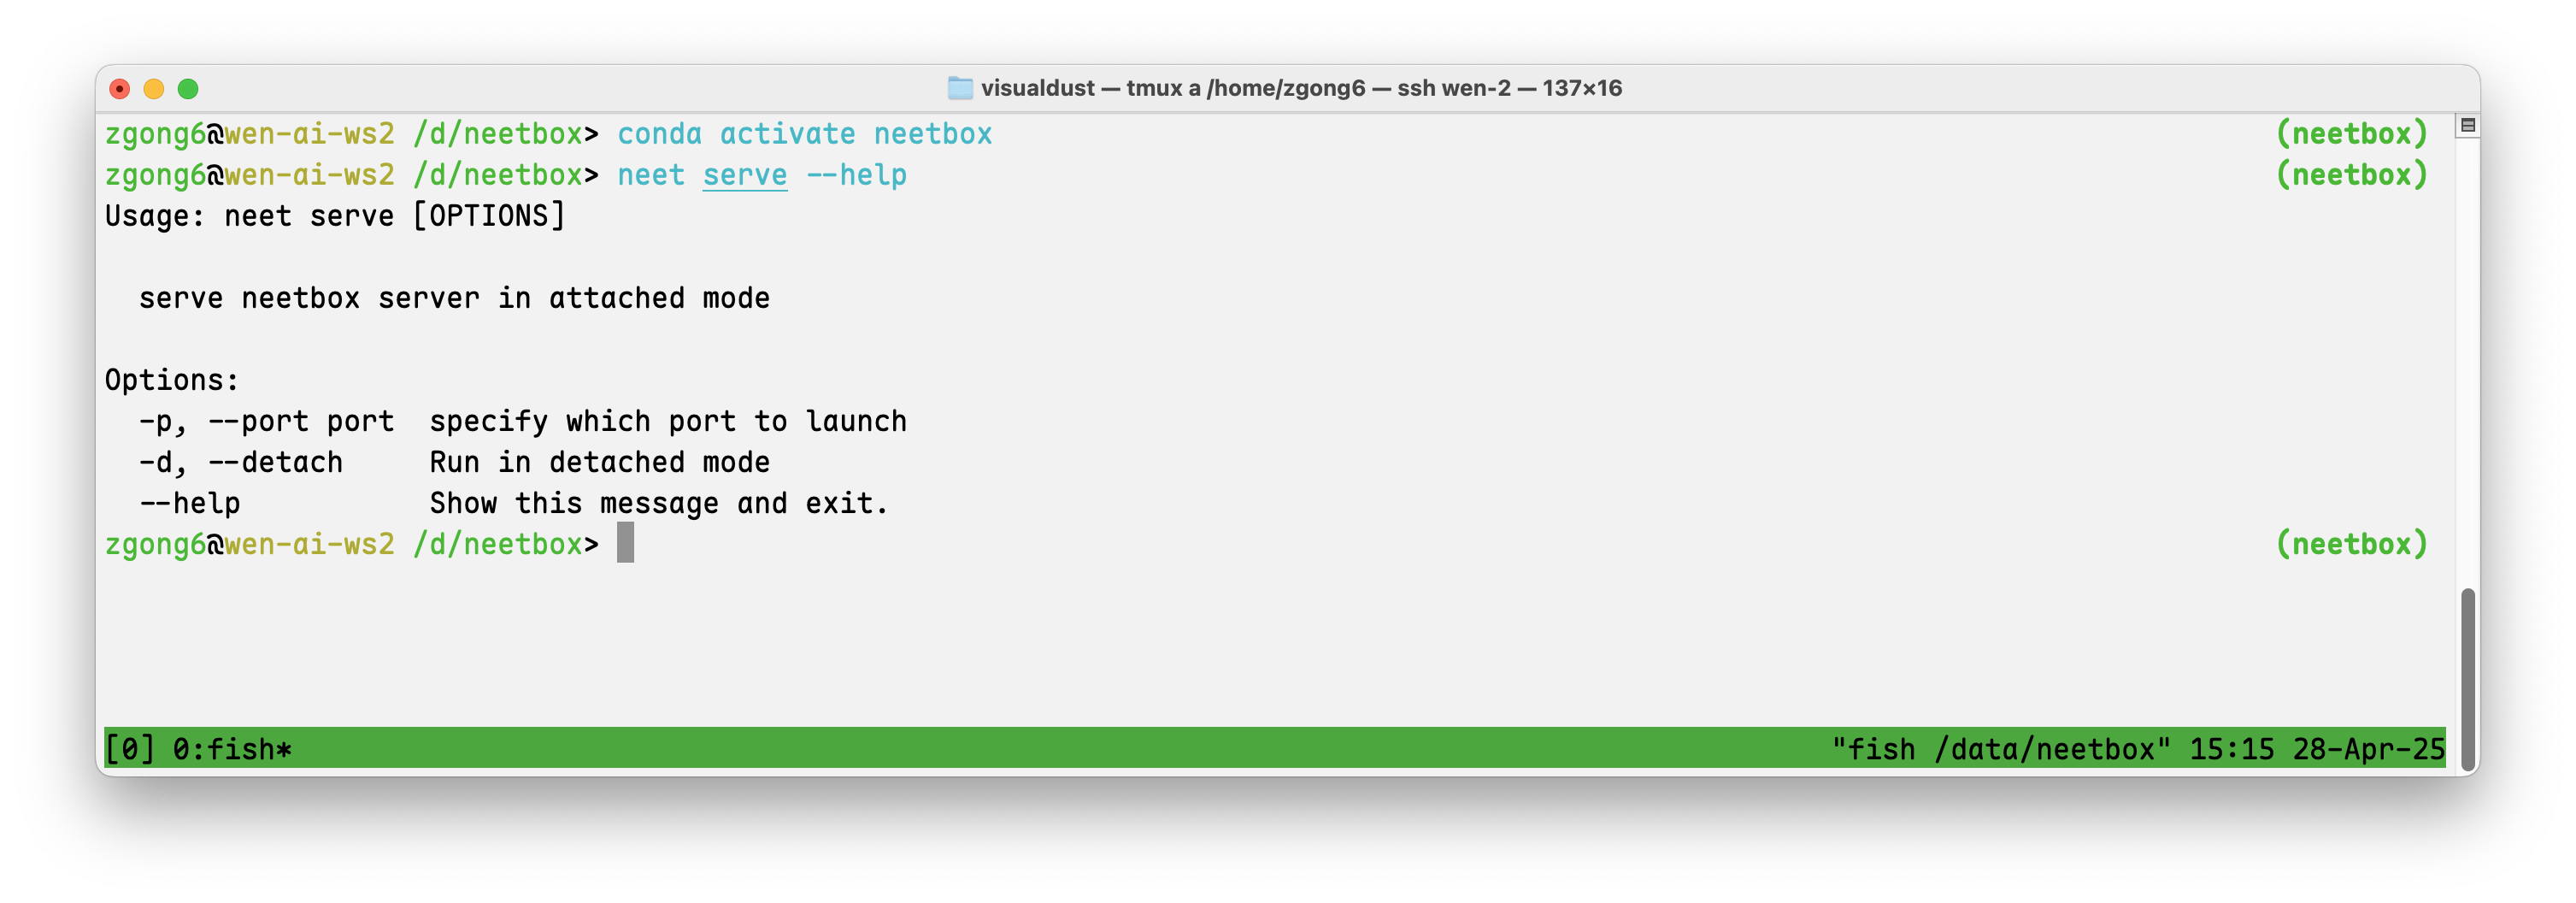 visualdust — tmux a /home/zgong6 — ssh wen-2 — 137×16
zgong6@wen-ai-ws2 /d/neetbox> conda activate neetbox (neetbox)
zgong6@wen-ai-ws2 /d/neetbox> neet serve --help (neetbox)
Usage: neet serve [OPTIONS]
serve neetbox server in attached mode
Options:
-p, --port port specify which port to launch
-d, --detach Run in detached mode
--help Show this message and exit.
zgong6@wen-ai-ws2 /d/neetbox> (neetbox)
[0] 0:fish* "fish /data/neetbox" 15:15 28-Apr-25